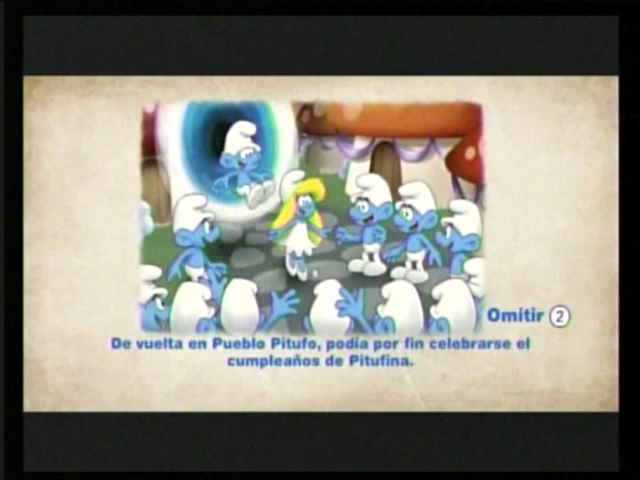 Omitir 2
De vuelta en Pueblo Pitufo, podía por fin celebrarse el
cumpleaños de Pitufina.